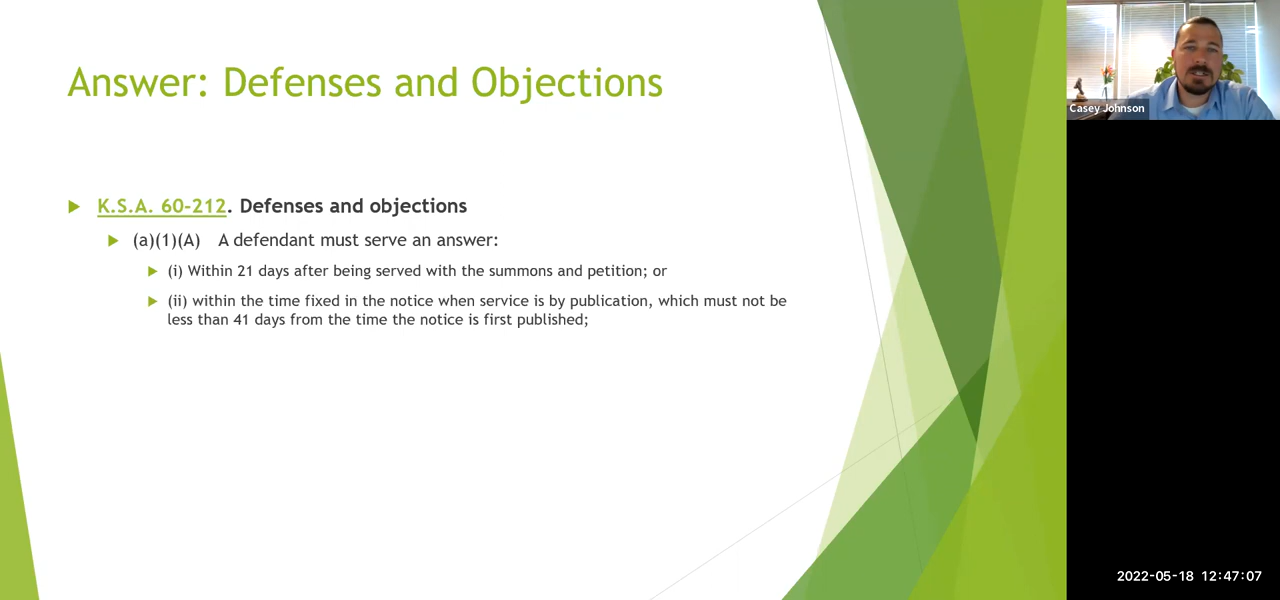 Answer: Defenses and Objections
Casey Johnson
K.S.A. 60-212. Defenses and objections
(a)(1)(A) A defendant must serve an answer:
(i) Within 21 days after being served with the summons and petition; or
(ii) within the time fixed in the notice when service is by publication, which must not be
less than 41 days from the time the notice is first published;
2022-05-18 12:47:07